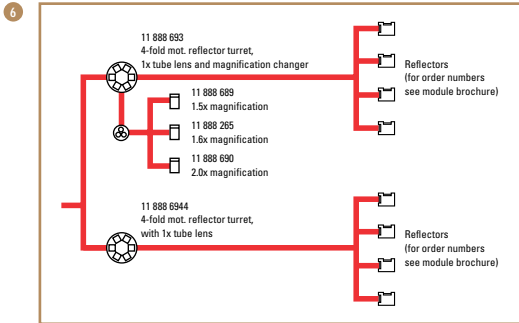 6
11 888 693
4-fold mot. reflector turret,
1x tube lens and magnification changer
Reflectors
(for order numbers
see module brochure)
11 888 689
1.5x magnification
11 888 265
1.6x magnification
11 888 690
2.0x magnification
11 888 6944
4-fold mot. reflector turret,
with 1x tube lens
Reflectors
(for order numbers
see module brochure)